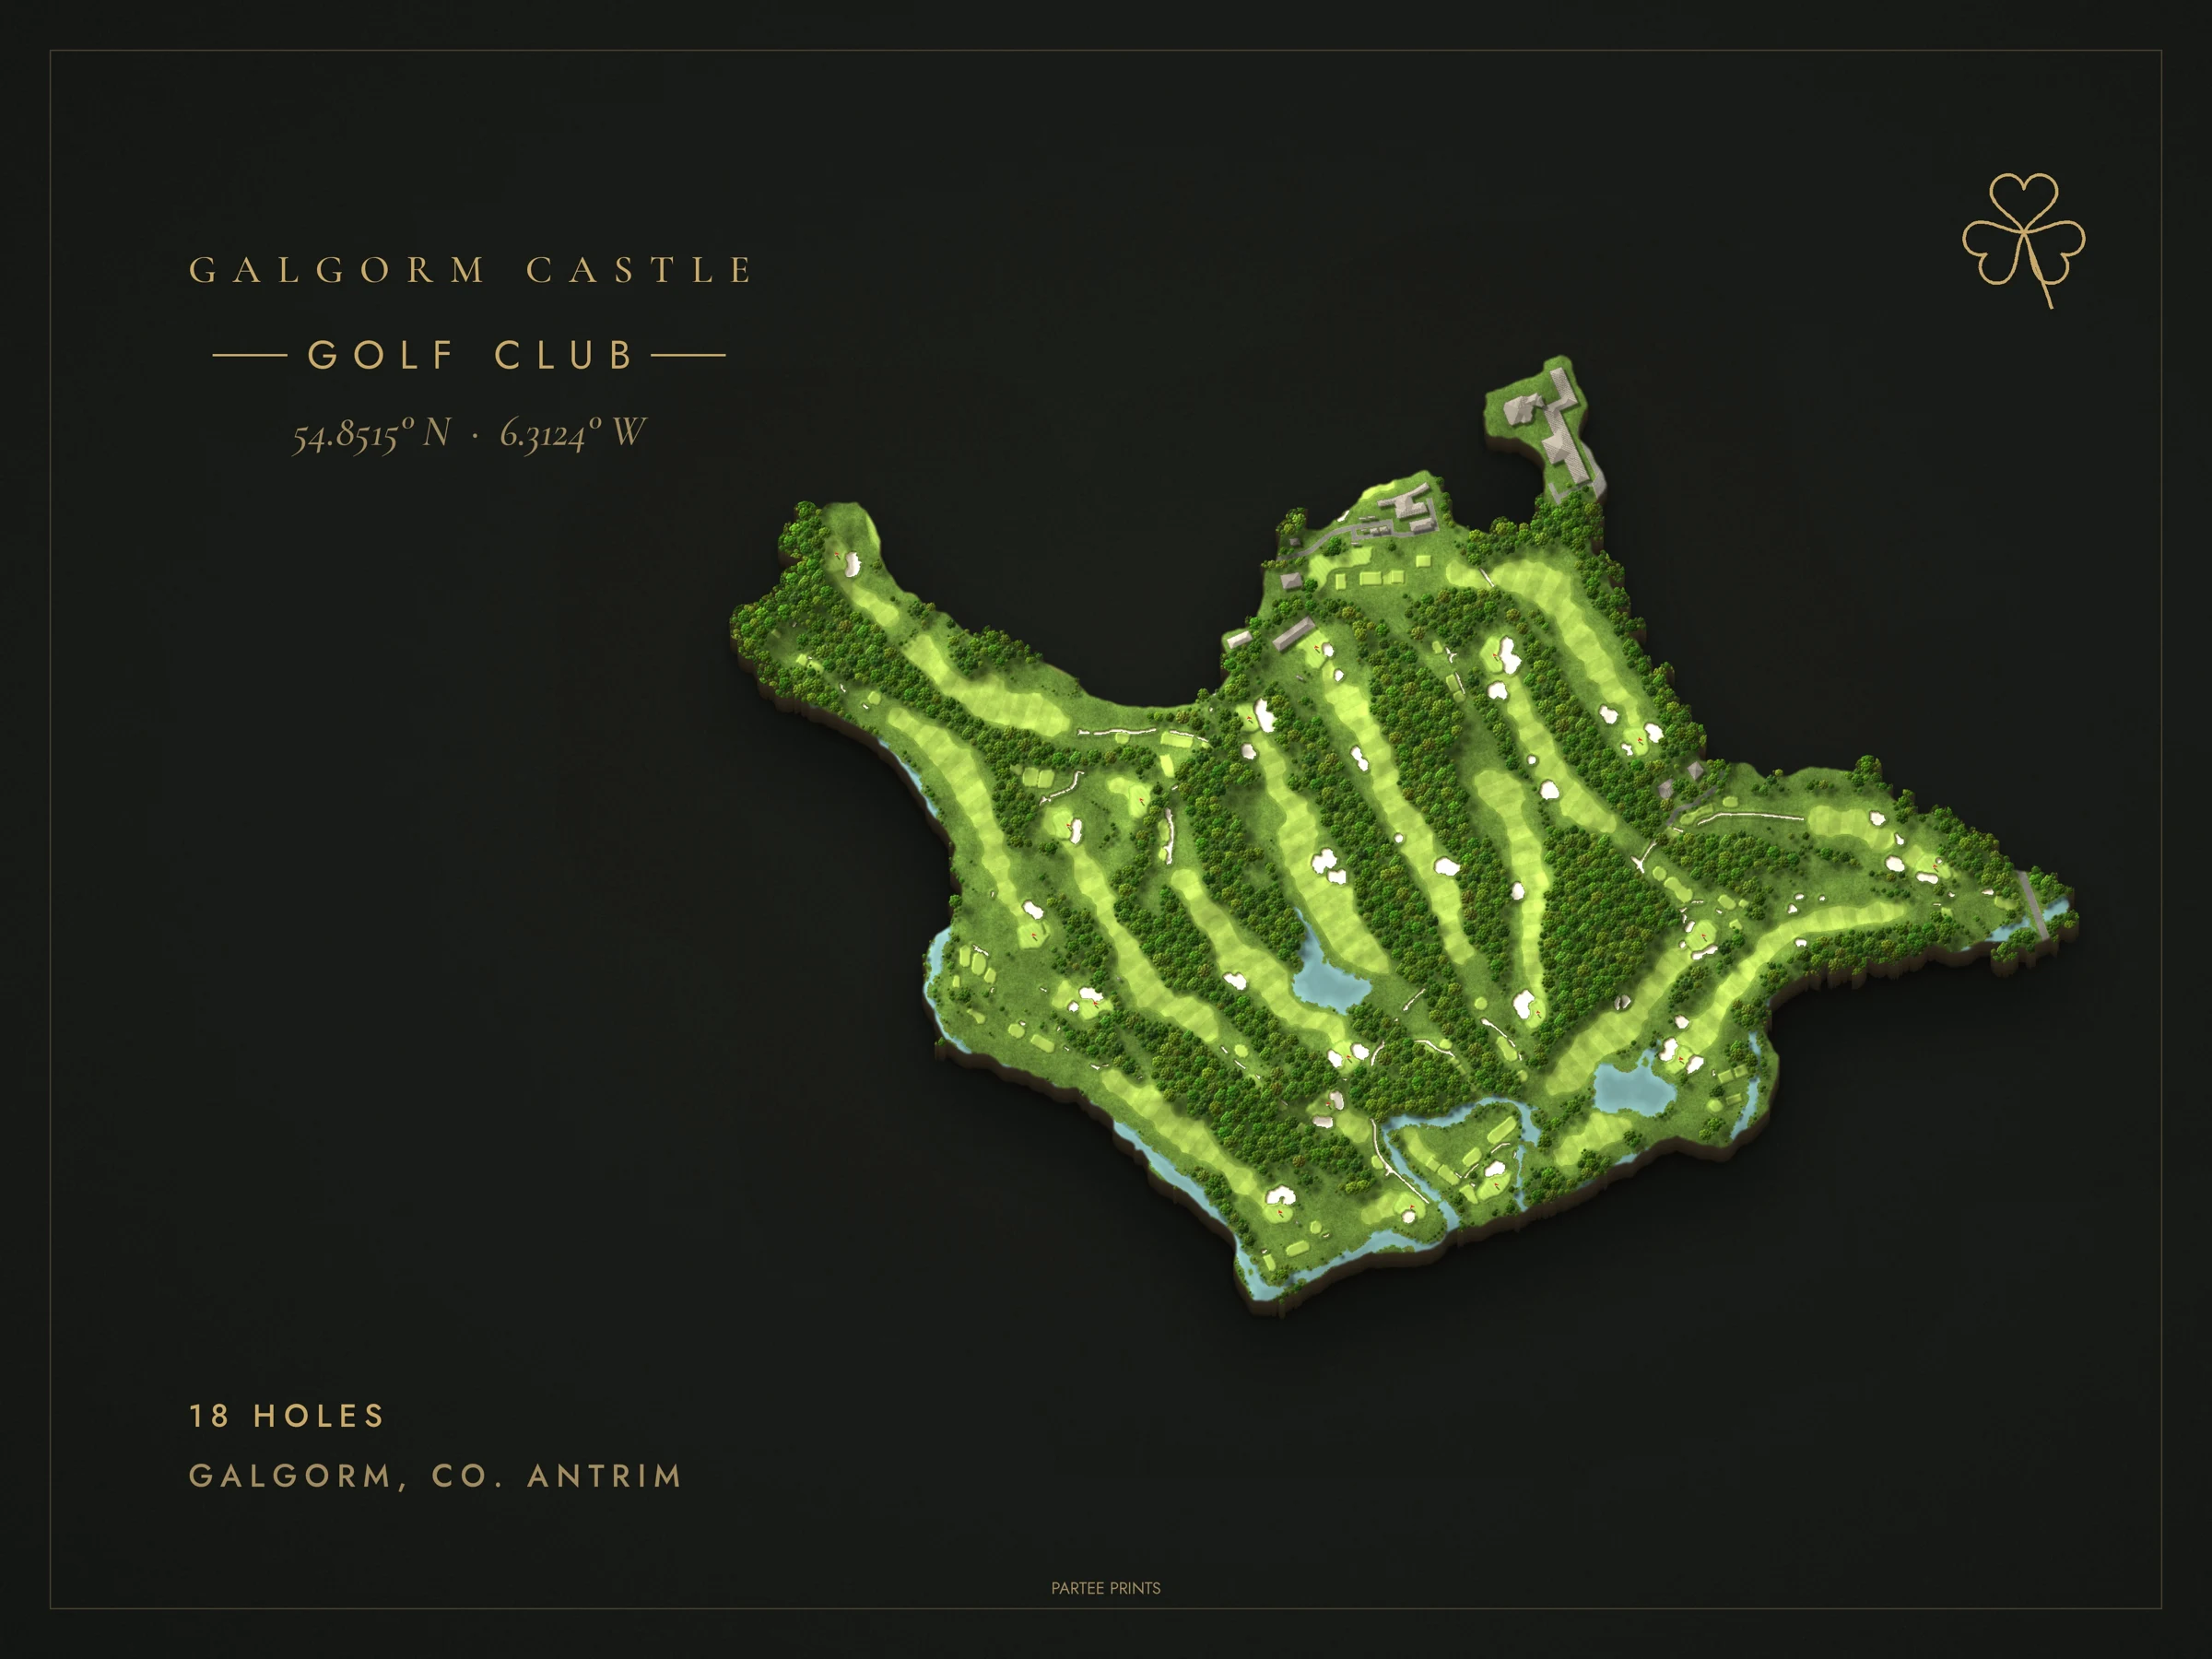 GALGORM CASTLE
GOLF CLUB
54.8515° N · 6.3124° W
18 HOLES
GALGORM, CO. ANTRIM
PARTEE PRINTS